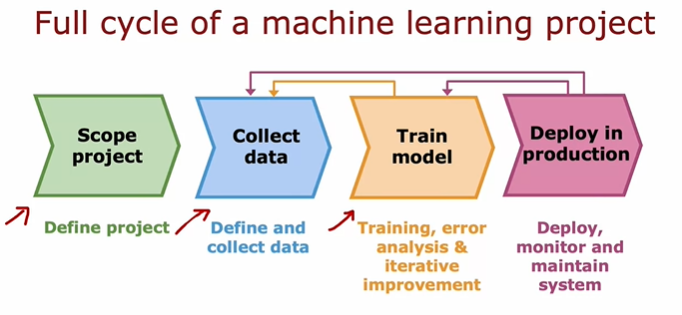 Full cycle of a machine learning project
Scope
project
Collect
data
Train
model
Deploy in
production
Define project
Define and
collect data
Training, error
analysis &
iterative
improvement
Deploy,
monitor and
maintain
system